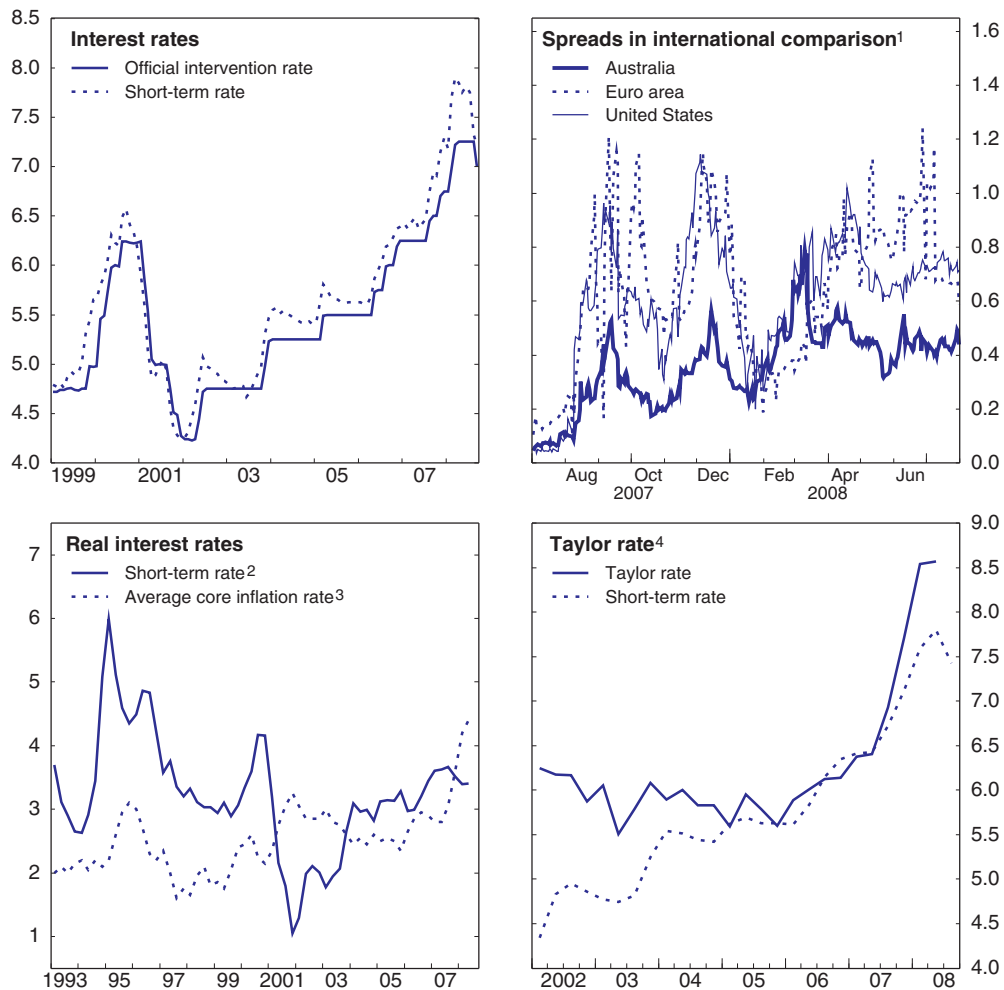 Interest rates
Official intervention rate
Short-term rate
8.5
8.0
7.5
7.0
6.5
6.0
5.5
5.0
4.5
4.0
1999 2001 03 05 07
Spreads in international comparison1
Australia
Euro area
United States
1.6
1.4
1.2
1.0
0.8
0.6
0.4
0.2
0.0
Aug Oct Dec Feb Apr Jun
2007 2008
Real interest rates
Short-term rate2
Average core inflation rate3
7
6
5
4
3
2
1
1993 95 97 99 2001 03 05 07
Taylor rate4
Taylor rate
Short-term rate
9.0
8.5
8.0
7.5
7.0
6.5
6.0
5.5
5.0
4.5
4.0
2002 03 04 05 06 07 08